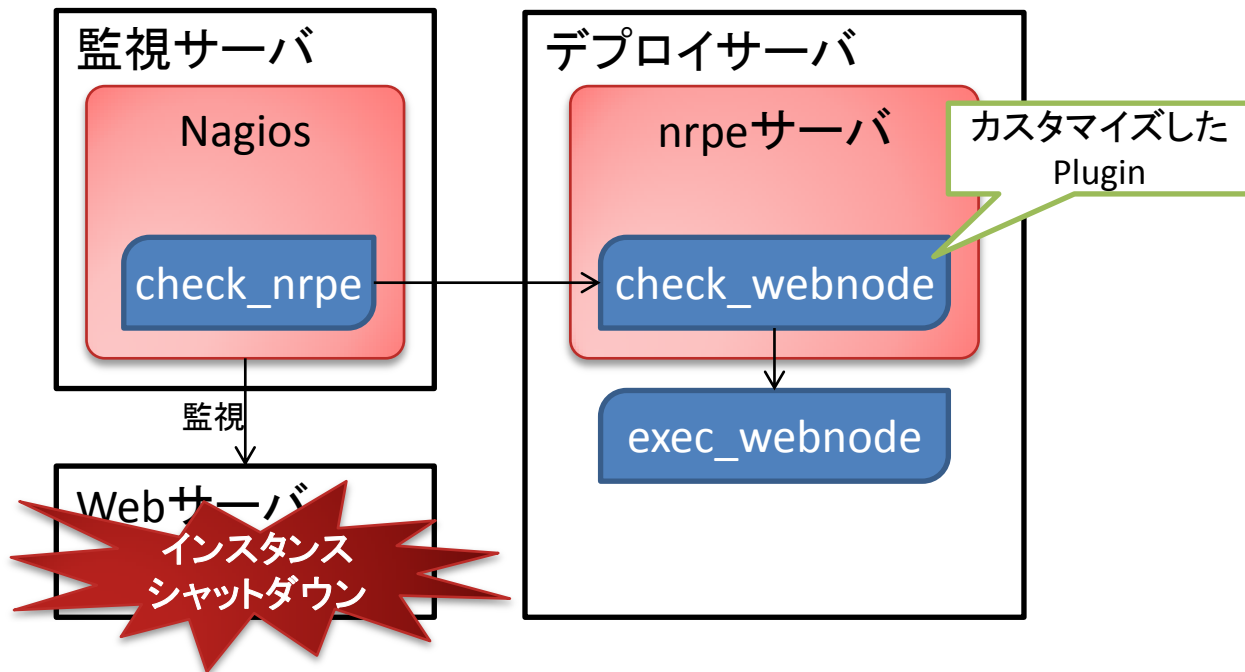 監視サーバ
Nagios
check_nrpe
監視
Webサーバ
インスタンス
シャットダウン
デプロイサーバ
nrpeサーバ
カスタマイズした
Plugin
check_webnode
exec_webnode